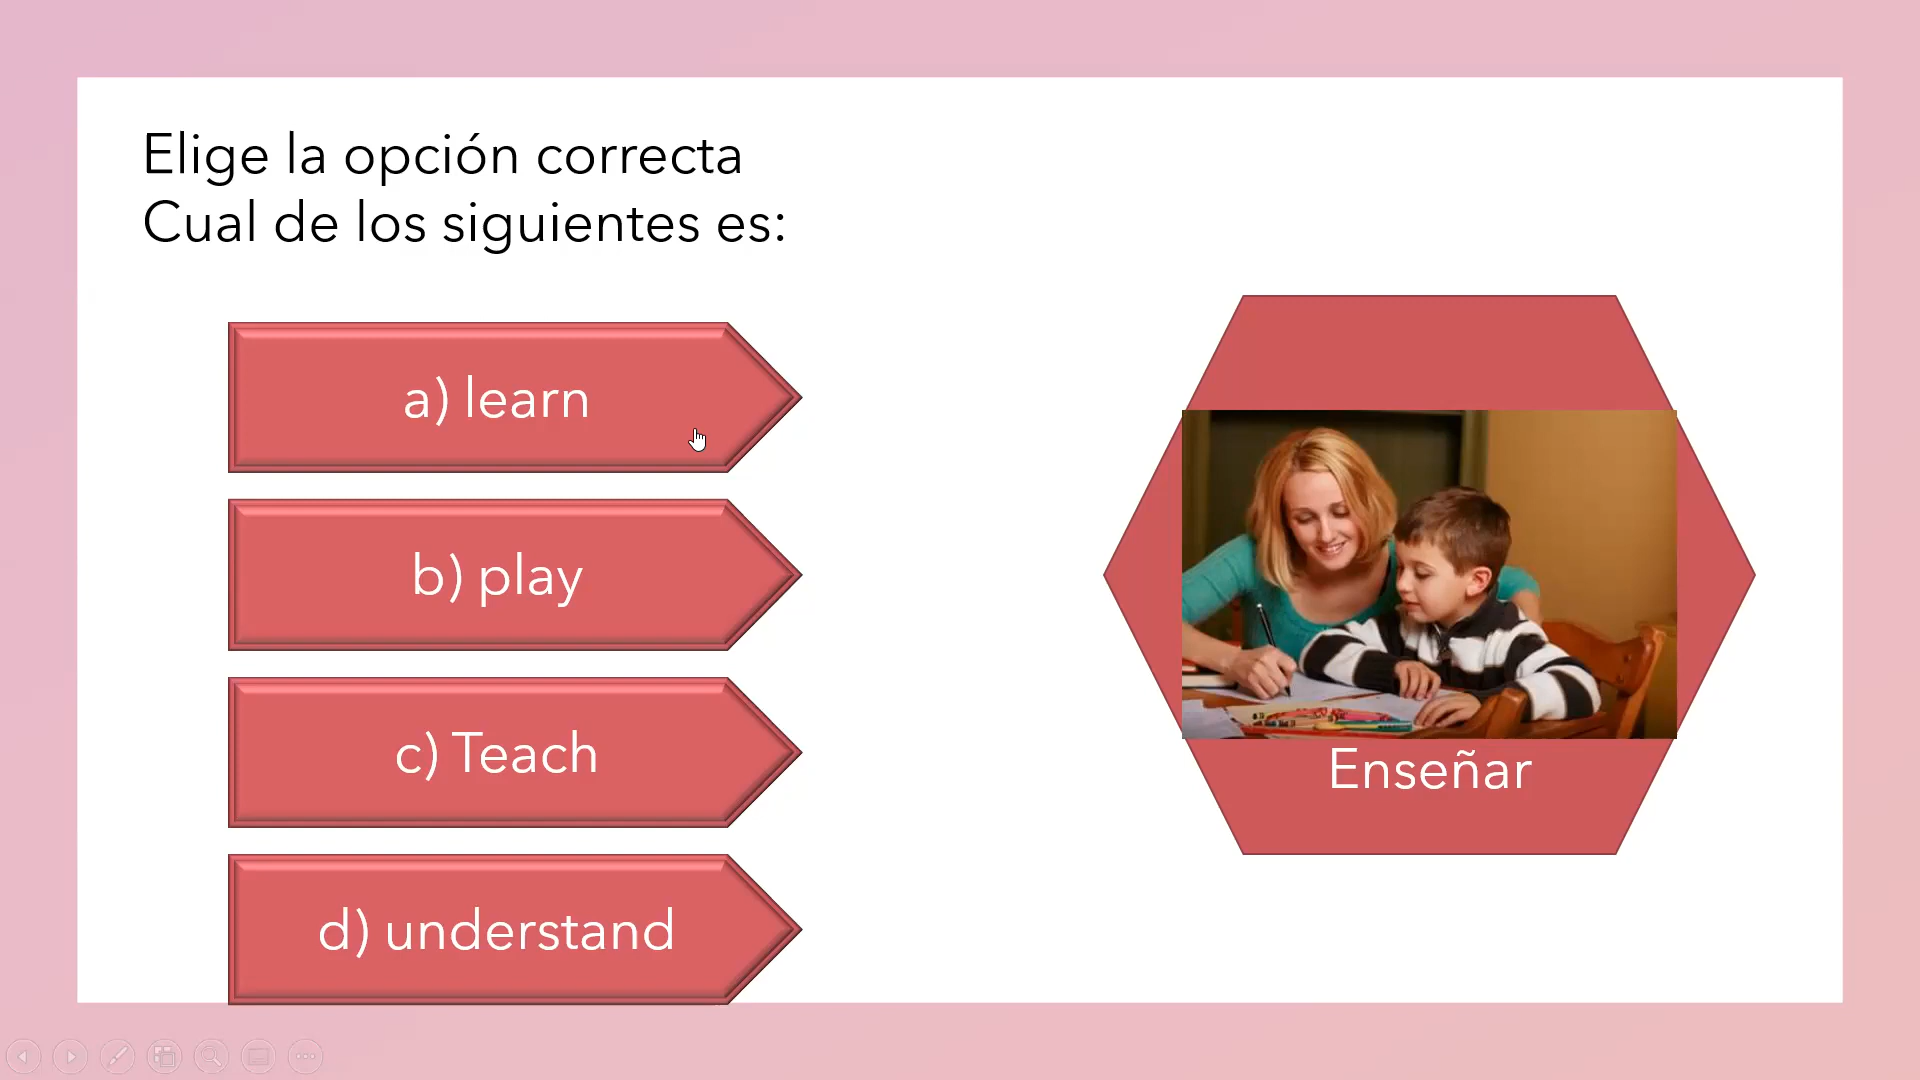 Elige la opción correcta
Cual de los siguientes es:
a) learn
b) play
c) Teach
d) understand
Enseñar